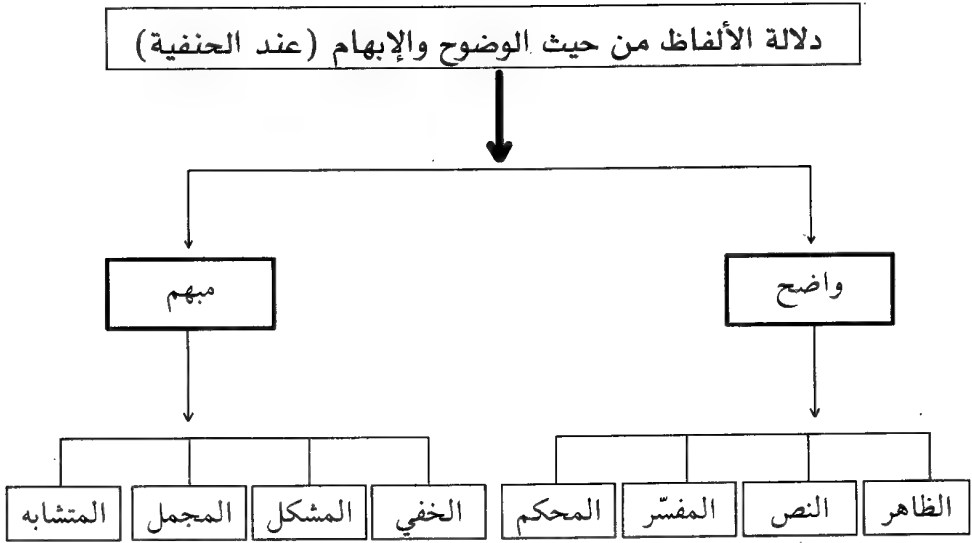 دلالة الألفاظ من حيث الوضوح والإبهام (عند الحنفية)
واضح
مبهم
الظاهر
النص
المفسّر
المحكم
الخفي
المشكل
المجمل
المتشابه